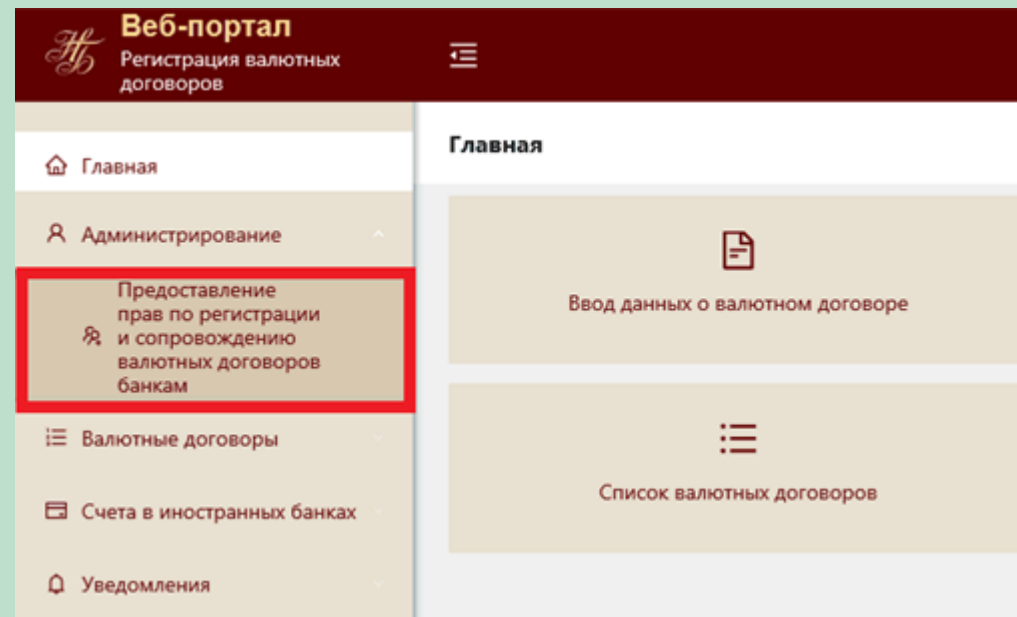 Веб-портал
Регистрация валютных
договоров
Главная
Администрирование
Предоставление
прав по регистрации
и сопровождению
валютных договоров
банкам
Валютные договоры
Счета в иностранных банках
Уведомления
Главная
Ввод данных о валютном договоре
Список валютных договоров